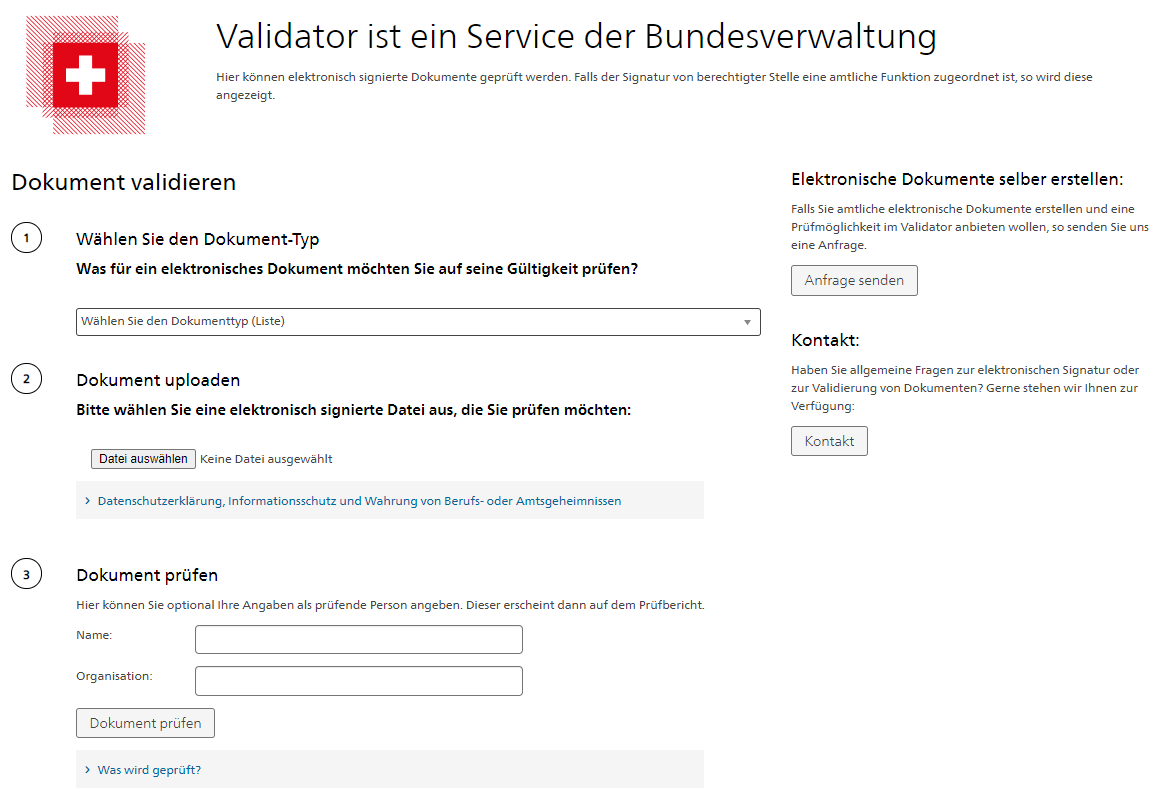 Validator ist ein Service der Bundesverwaltung
Hier können elektronisch signierte Dokumente geprüft werden. Falls der Signatur von berechtigter Stelle eine amtliche Funktion zugeordnet ist, so wird diese
angezeigt.
Dokument validieren
1
Wählen Sie den Dokument-Typ
Was für ein elektronisches Dokument möchten Sie auf seine Gültigkeit prüfen?
Wählen Sie den Dokumenttyp (Liste)
2
Dokument uploaden
Bitte wählen Sie eine elektronisch signierte Datei aus, die Sie prüfen möchten:
Datei auswählen Keine Datei ausgewählt
Datenschutzerklärung, Informationsschutz und Wahrung von Berufs- oder Amtsgeheimnissen
3
Dokument prüfen
Hier können Sie optional Ihre Angaben als prüfende Person angeben. Dieser erscheint dann auf dem Prüfbericht.
Name:
Organisation:
Dokument prüfen
Was wird geprüft?
Elektronische Dokumente selber erstellen:
Falls Sie amtliche elektronische Dokumente erstellen und eine
Prüfmöglichkeit im Validator anbieten wollen, so senden Sie uns
eine Anfrage.
Anfrage senden
Kontakt:
Haben Sie allgemeine Fragen zur elektronischen Signatur oder
zur Validierung von Dokumenten? Gerne stehen wir Ihnen zur
Verfügung:
Kontakt